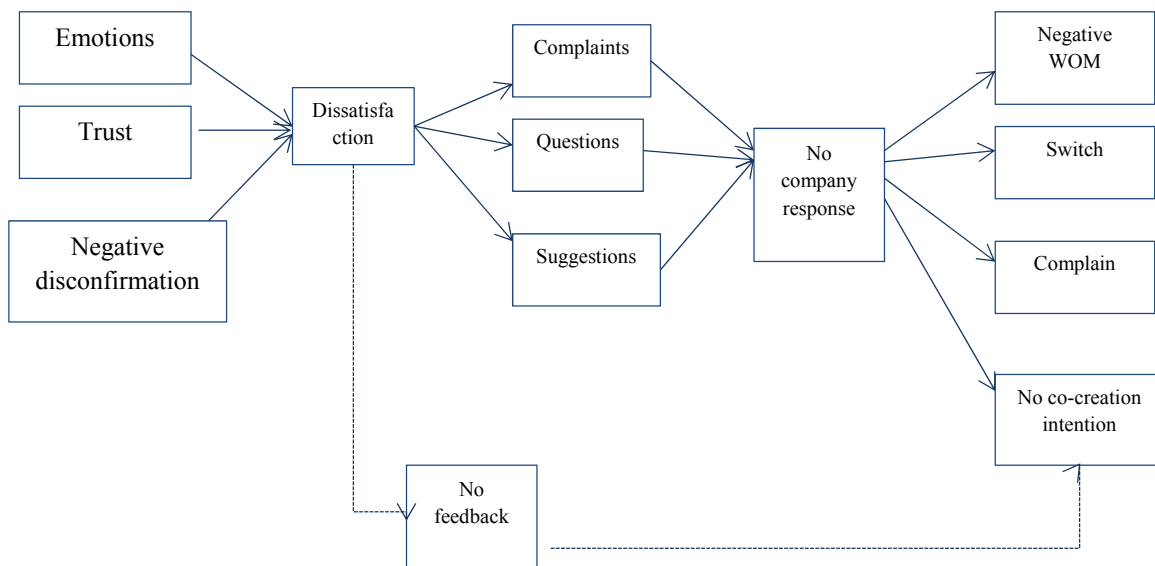 Emotions
Trust
Negative
disconfirmation
Dissatisfa
ction
Complaints
Questions
Suggestions
No
company
response
Negative
WOM
Switch
Complain
No co-creation
intention
No
feedback